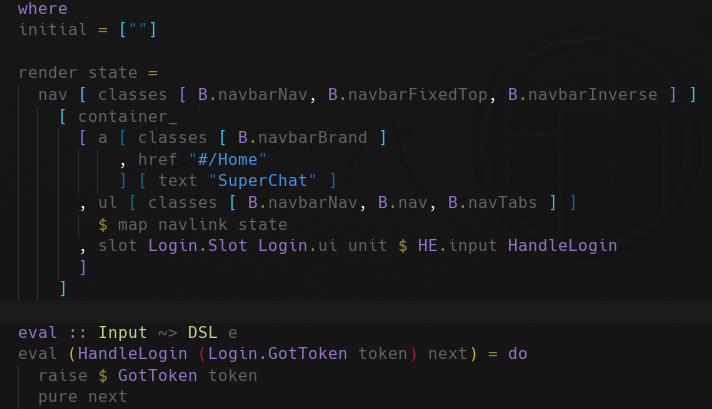 where
initial = [""]
render state =
nav [ classes [ B.navbarNav, B.navbarFixedTop, B.navbarInverse ] ]
[ container_
[ a [ classes [ B.navbarBrand ]
, href "#/Home"
] [ text "SuperChat" ]
, ul [ classes [ B.navbarNav, B.nav, B.navTabs ] ]
$ map navlink state
, slot Login.Slot Login.ui unit $ HE.input HandleLogin
]
]
eval :: Input ~> DSL e
eval (HandleLogin (Login.GotToken token) next) = do
raise $ GotToken token
pure next